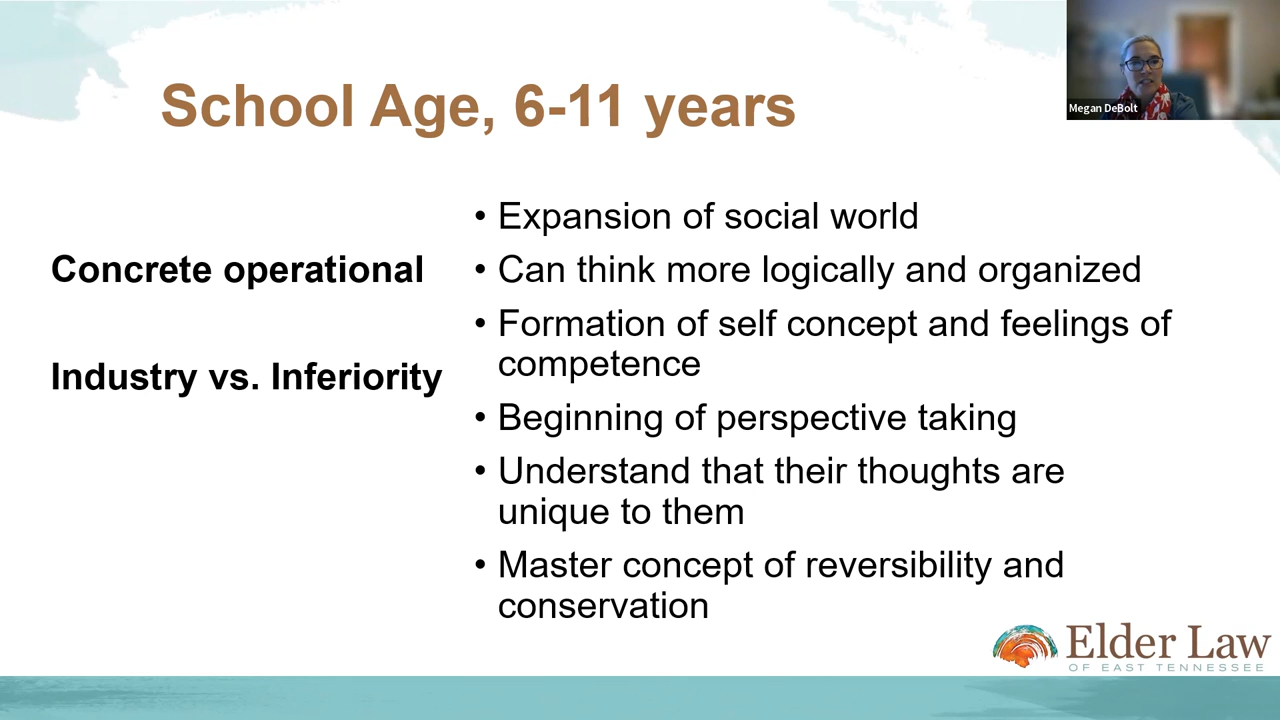 School Age, 6-11 years
Megan DeBolt
Concrete operational
Industry vs. Inferiority
• Expansion of social world
• Can think more logically and organized
• Formation of self concept and feelings of
competence
• Beginning of perspective taking
• Understand that their thoughts are
unique to them
• Master concept of reversibility and
conservation
Elder Law
OF EAST TENNESSEE